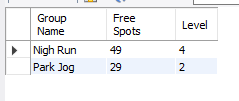 Group Name Free Spots Level
Nigh Run 49 4
Park Jog 29 2